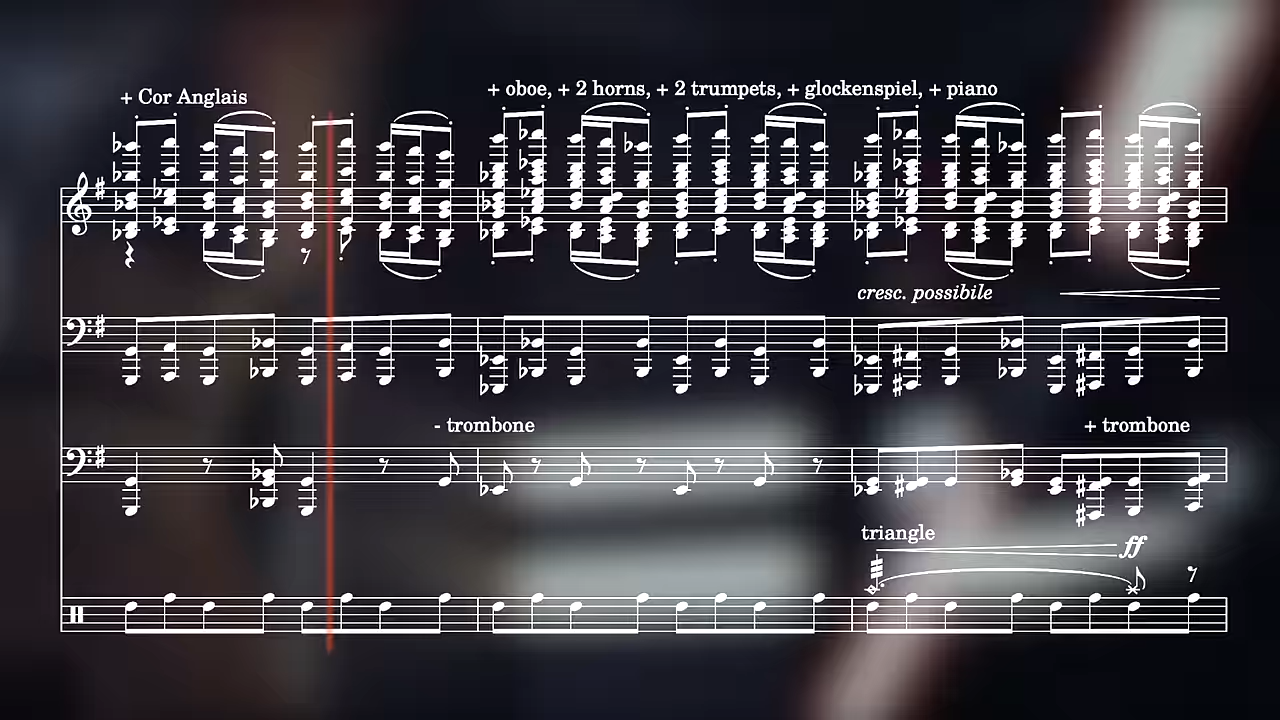 + Cor Anglais
+ oboe, + 2 horns, + 2 trumpets, + glockenspiel, + piano
cresc. possibile
- trombone
+ trombone
triangle
ff